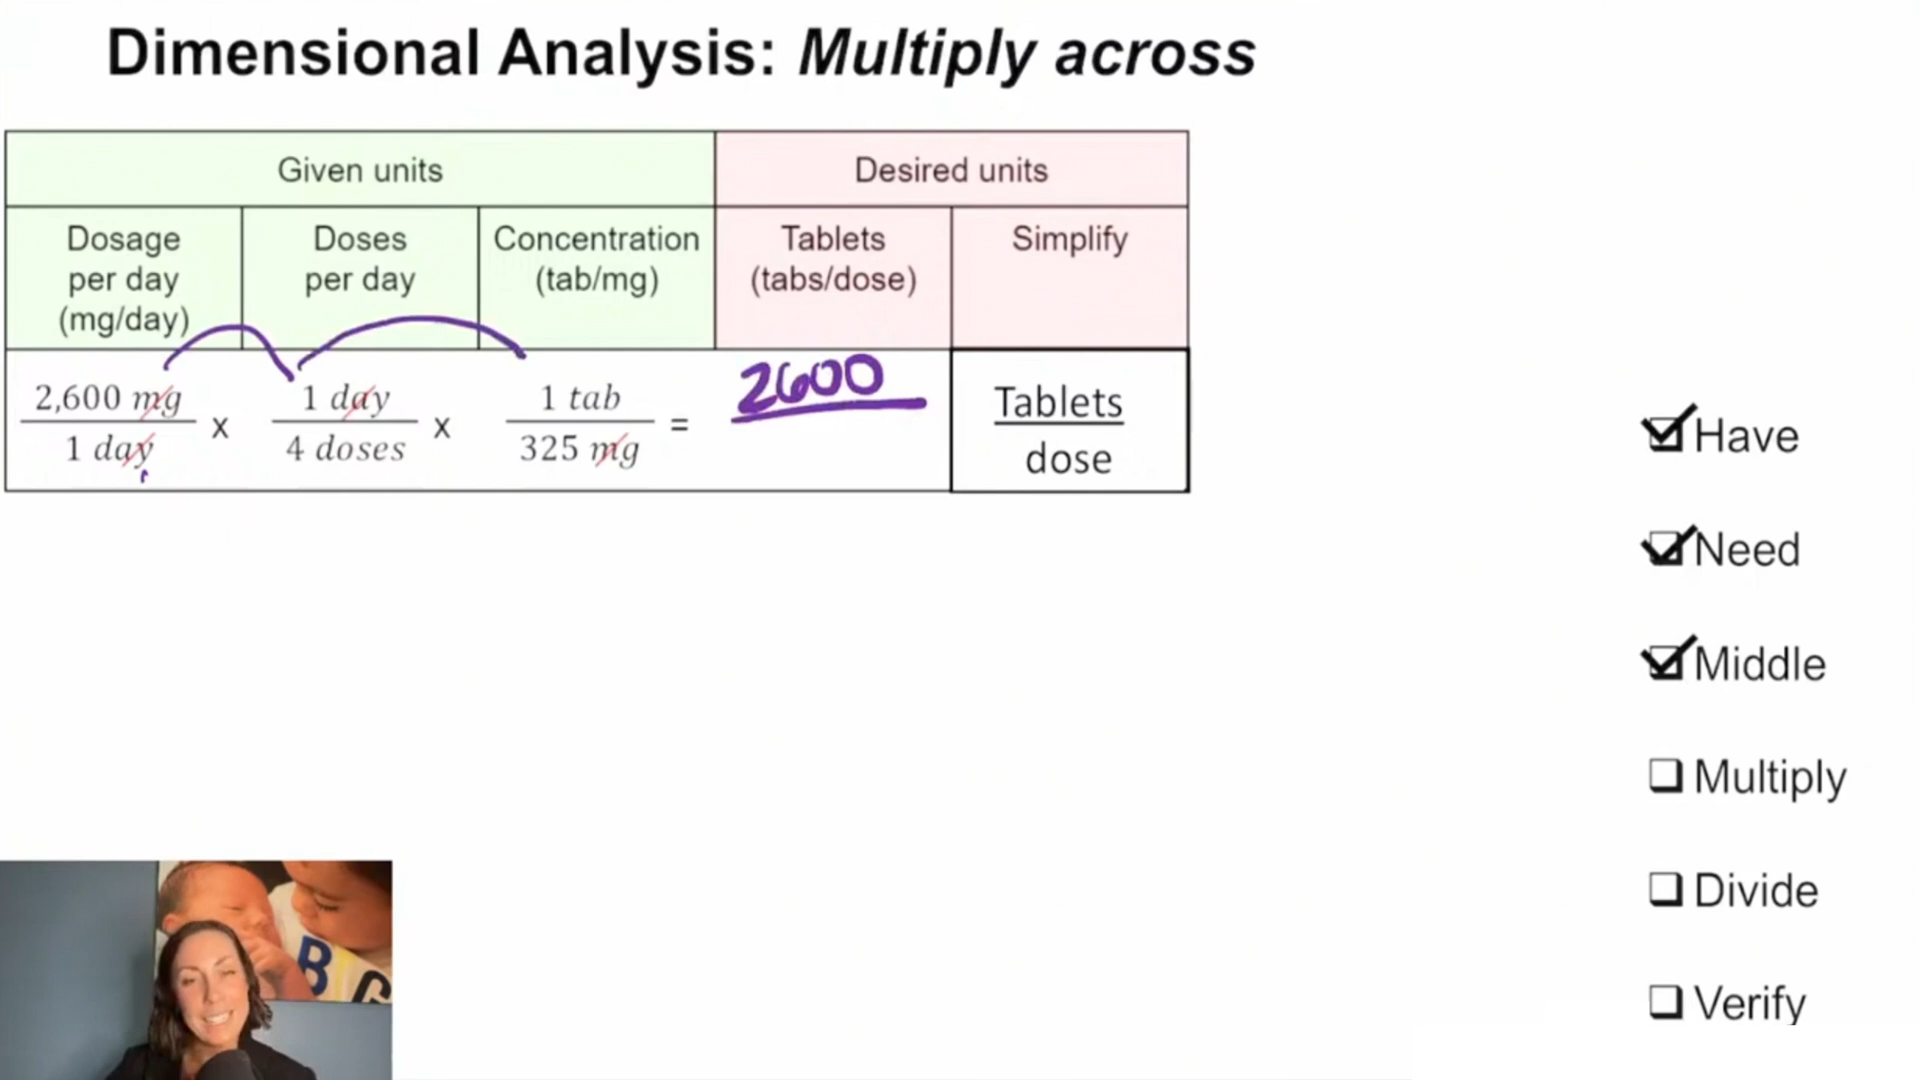 Dimensional Analysis: Multiply across
Given units
Desired units
Dosage
per day
(mg/day)
Doses
per day
Concentration
(tab/mg)
Tablets
(tabs/dose)
Simplify
2,600 mg
1 day
x
1 day
4 doses
x
1 tab
325 mg
=
2600
Tablets
dose
Have
Need
Middle
Multiply
Divide
Verify
B